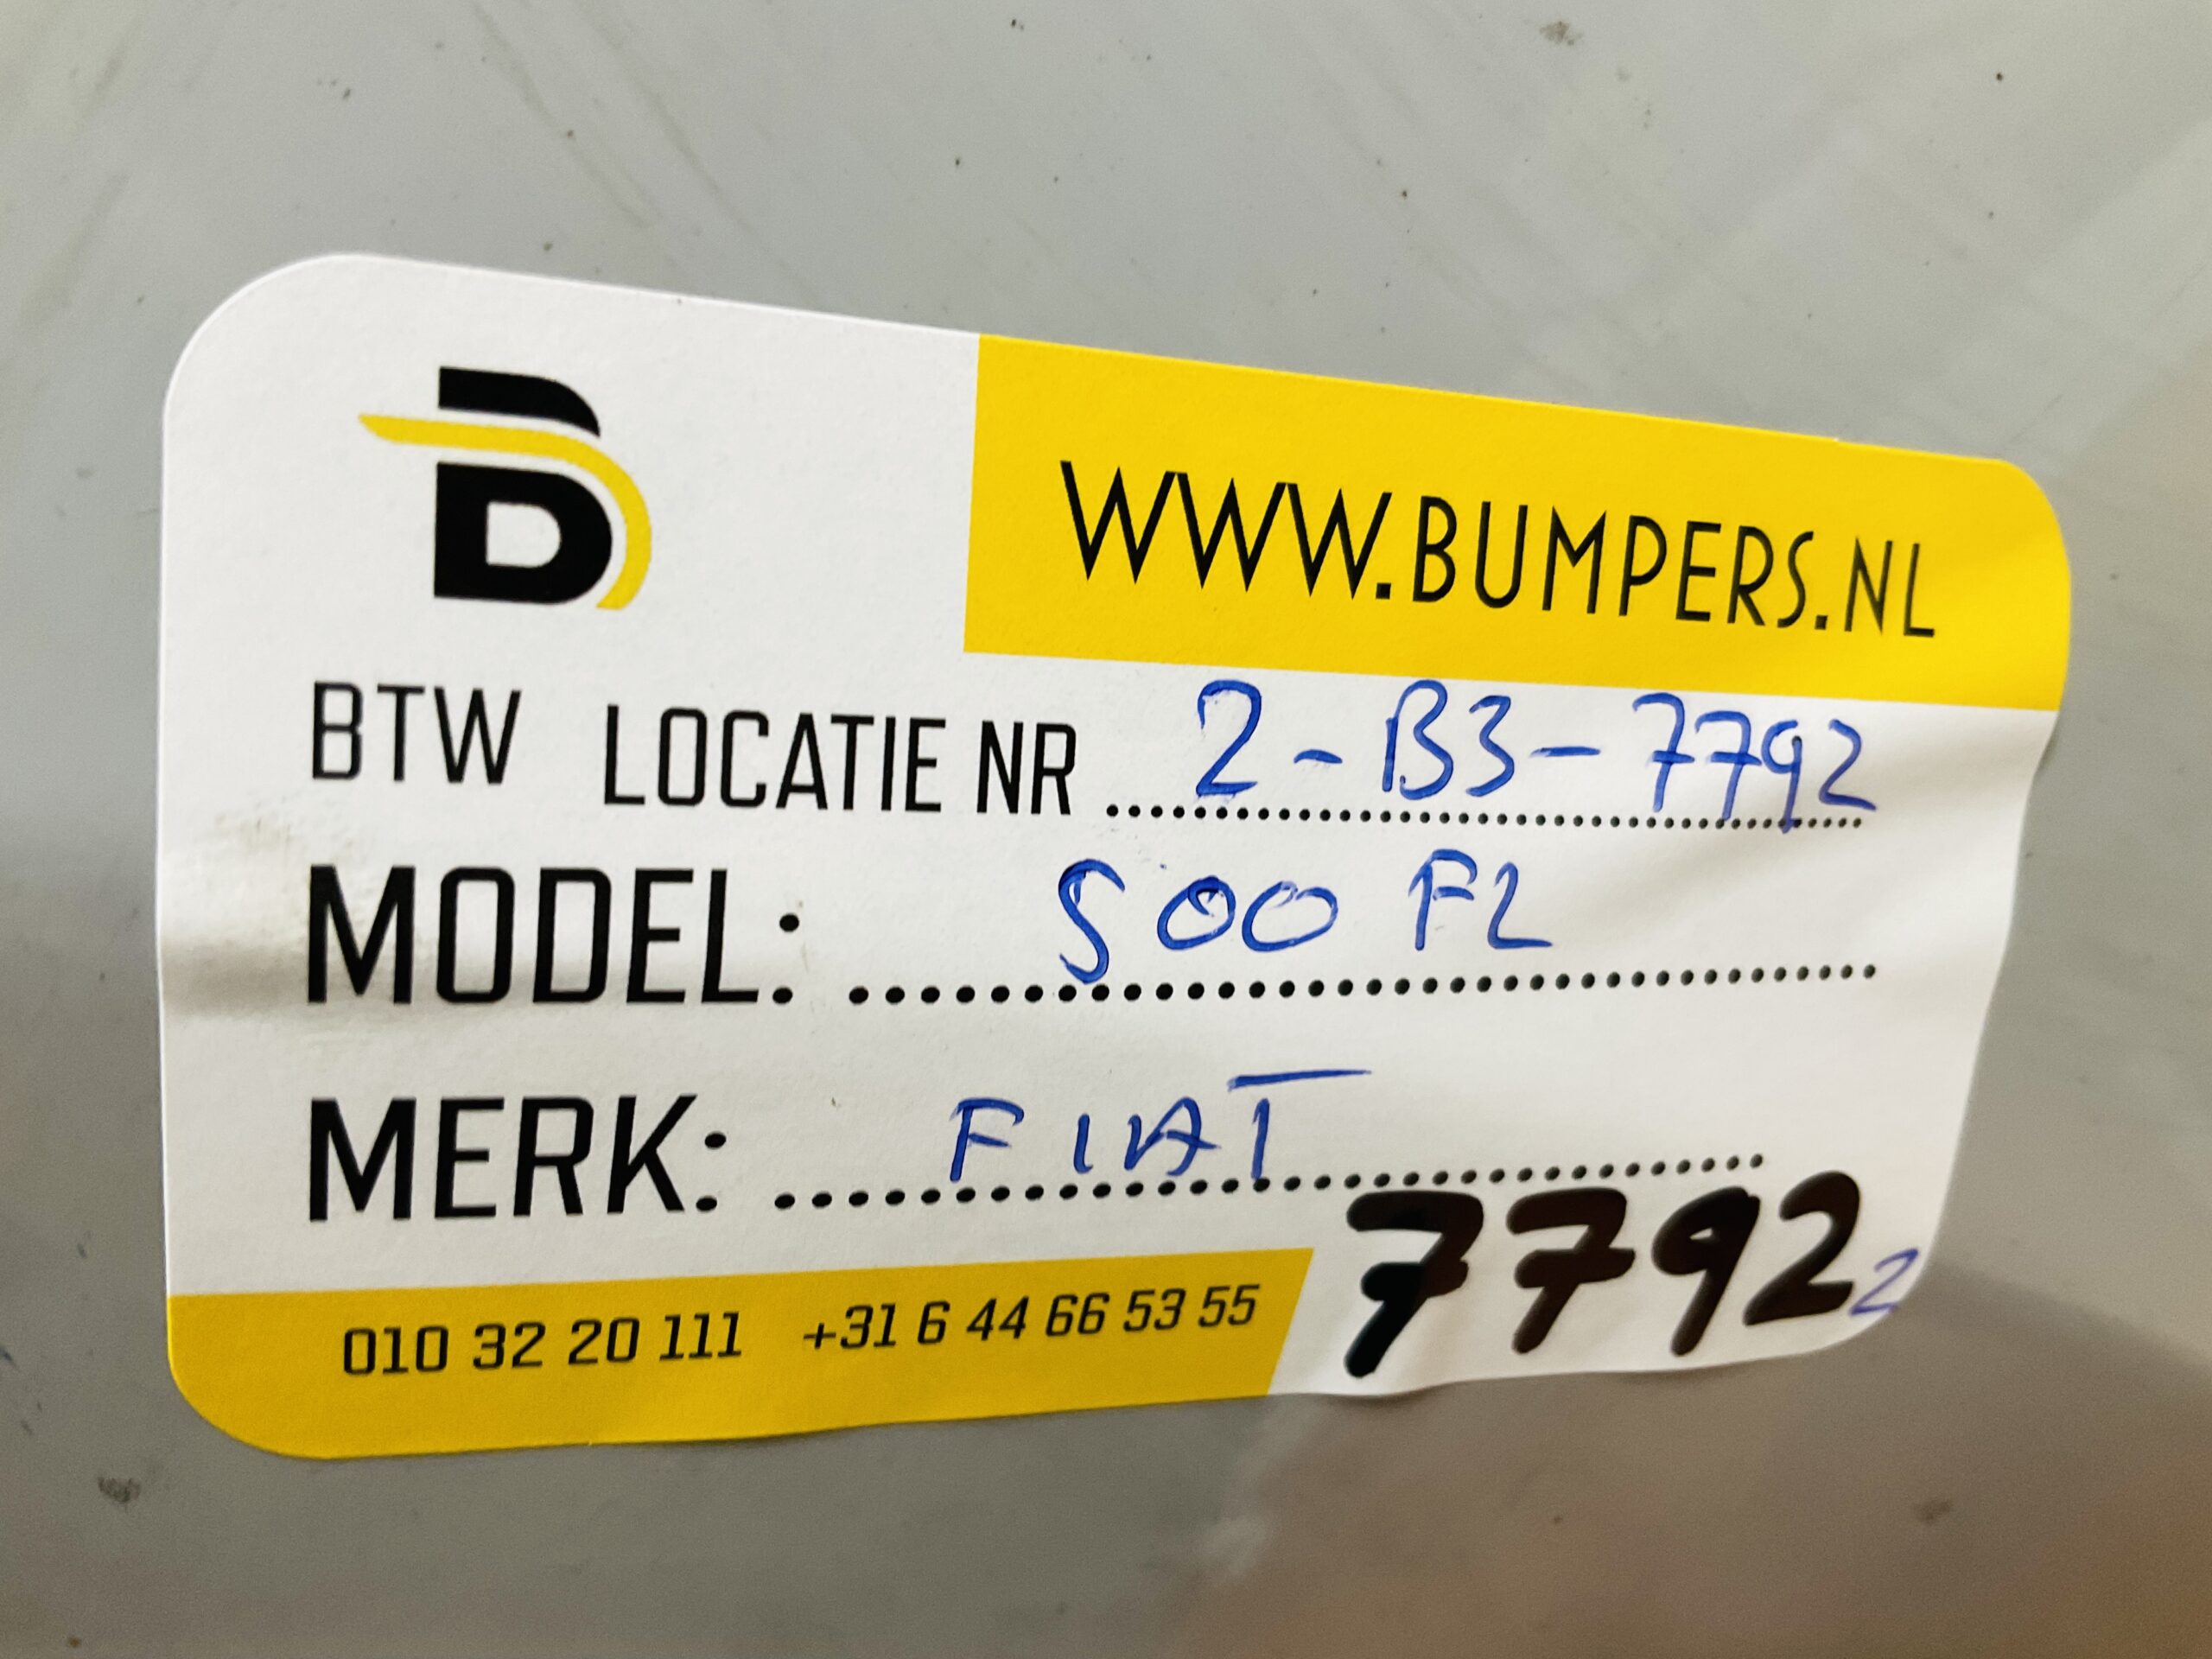 B
WWW.BUMPERS.NL
BTW LOCATIE NR 2-B3-7792
MODEL: 500 FL
MERK: FIAT
7792 2
010 32 20 111 +31 6 44 66 53 55